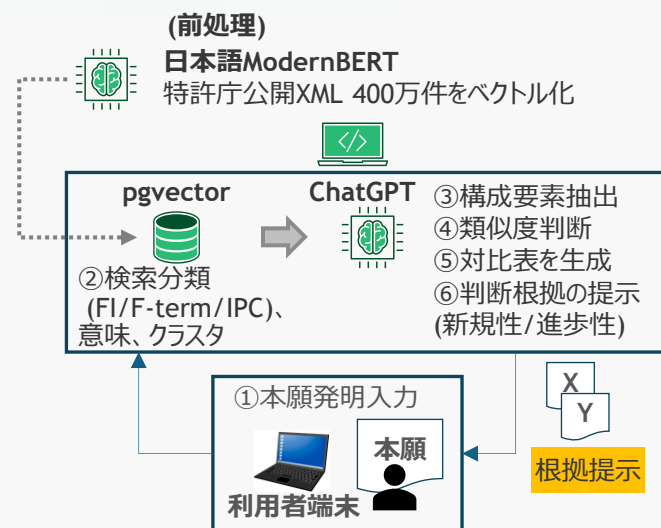 (前処理)
日本語ModernBERT
特許庁公開XML 400万件をベクトル化
</>
pgvector
ChatGPT
②検索分類
(FI/F-term/IPC)、
意味、クラスタ
③構成要素抽出
④類似度判断
⑤対比表を生成
⑥判断根拠の提示
(新規性/進歩性)
①本願発明入力
本願
利用者端末
X
Y
根拠提示